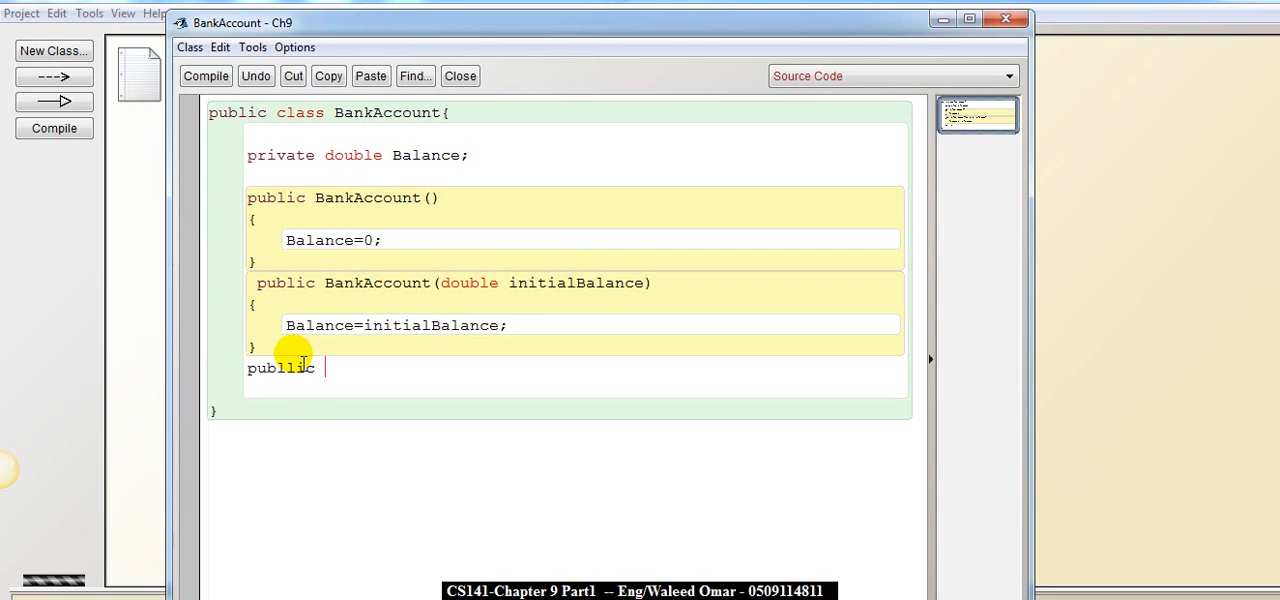 Project Edit Tools View Help
BankAccount - Ch9
Class Edit Tools Options
New Class...
Compile
Compile Undo Cut Copy Paste Find... Close
Source Code
public class BankAccount{
private double Balance;
public BankAccount()
{
Balance=0;
}
public BankAccount(double initialBalance)
{
Balance=initialBalance;
}
publlic
}
CS141-Chapter 9 Part1 -- Eng/Waleed Omar - 0509114811